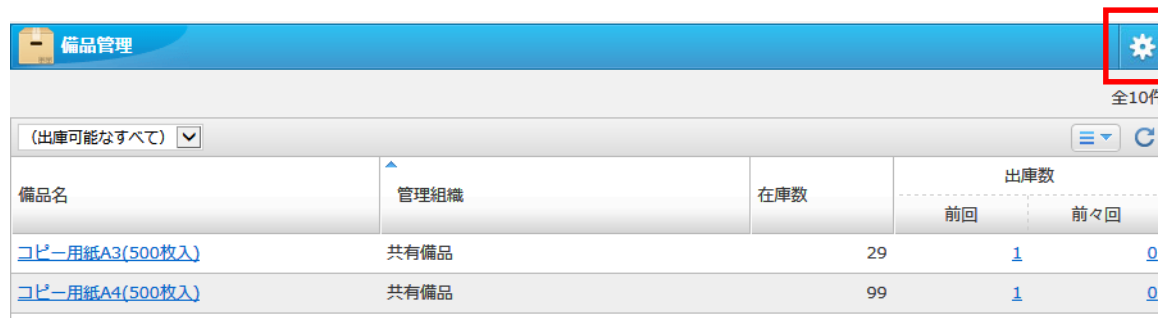 備品管理
全10件
（出庫可能なすべて）
備品名 管理組織 在庫数 出庫数
前回 前々回
コピー用紙A3(500枚入) 共有備品 29 1 0
コピー用紙A4(500枚入) 共有備品 99 1 0